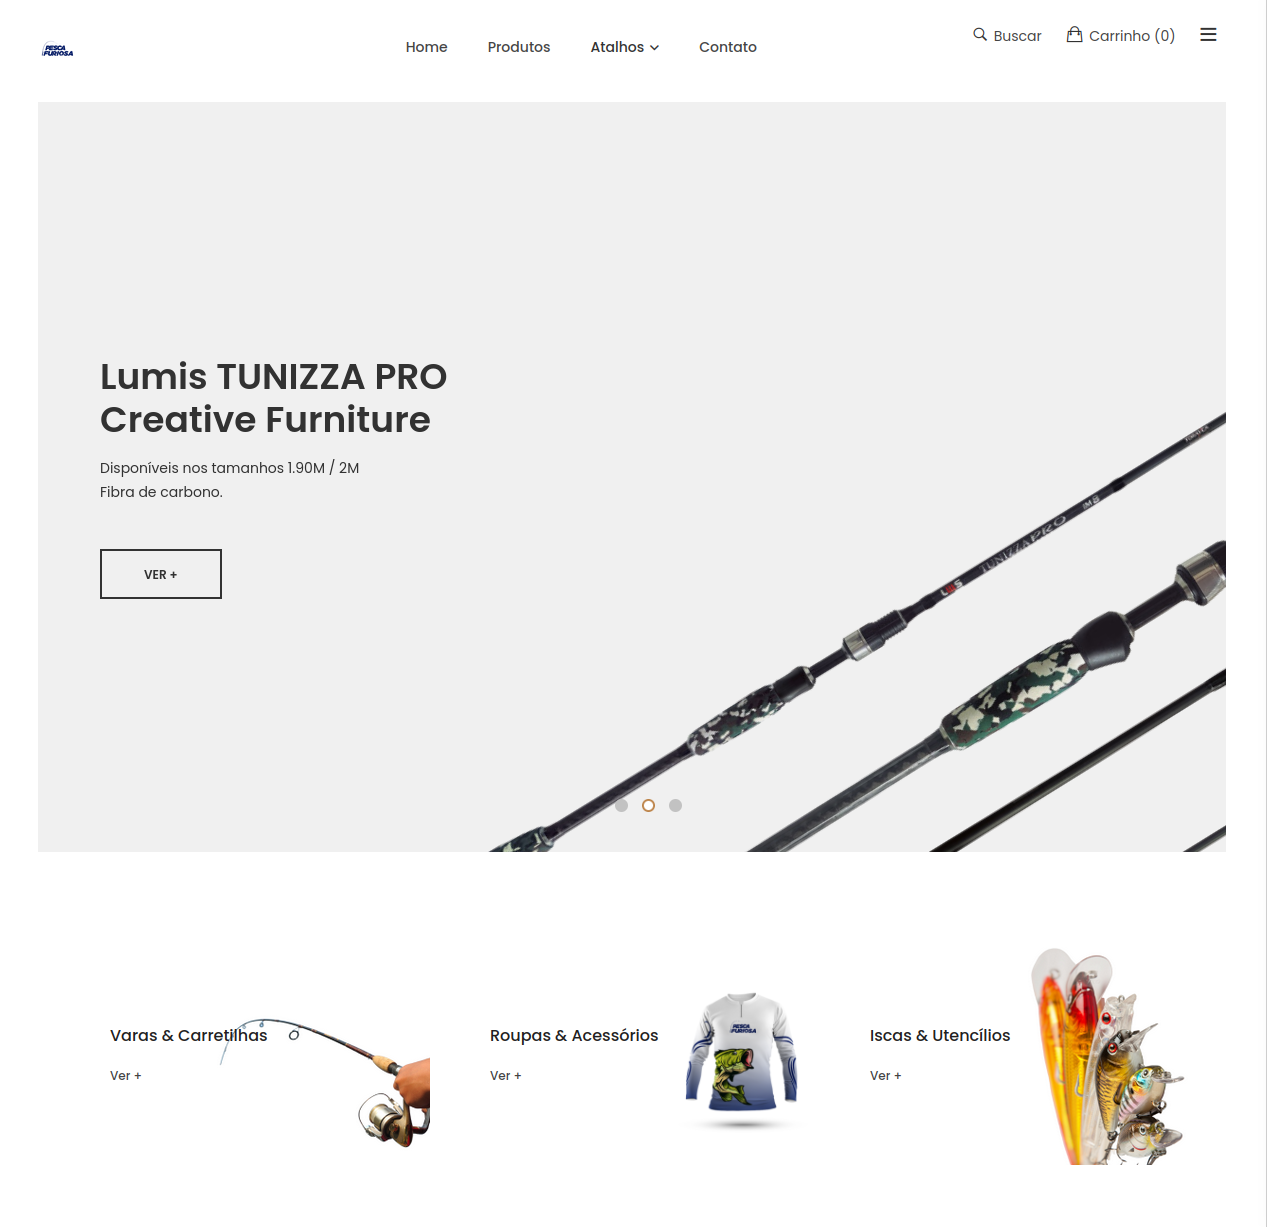 PESCA
FURIOSA
Home
Produtos
Atalhos
Contato
Buscar
Carrinho (0)
Lumis TUNIZZA PRO
Creative Furniture
Disponíveis nos tamanhos 1.90M / 2M
Fibra de carbono.
VER +
TUNIZZA PRO
Varas & Carretilhas
Ver +
Roupas & Acessórios
Ver +
PESCA
FURIOSA
Iscas & Utencílios
Ver +